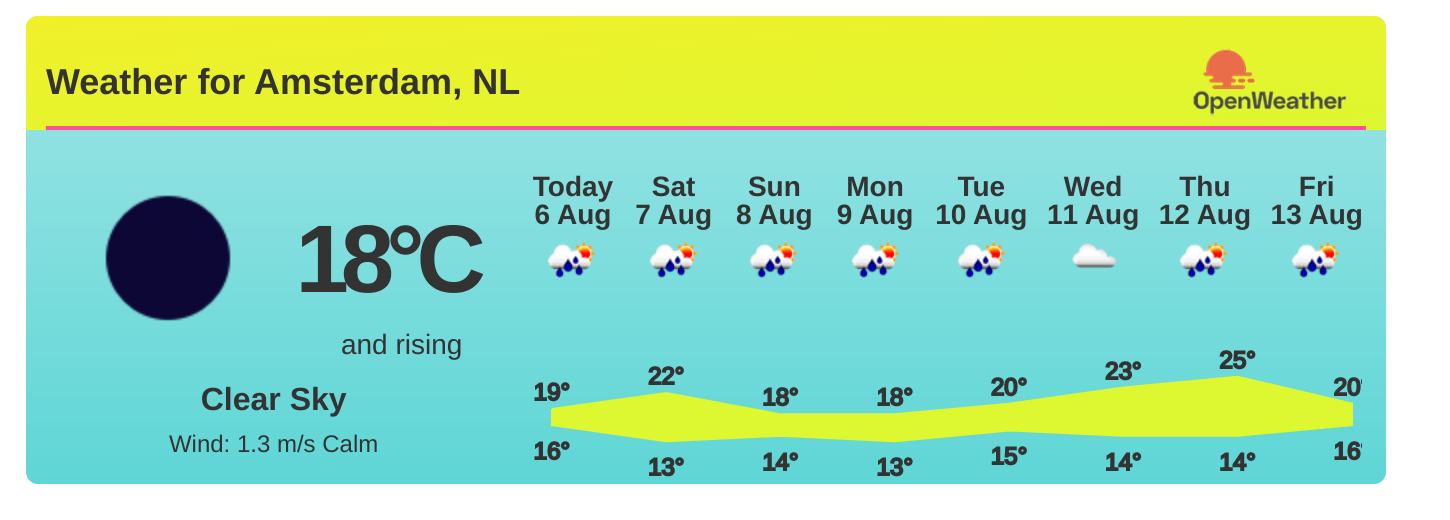 Weather for Amsterdam, NL
OpenWeather
18°C
and rising
Clear Sky
Wind: 1.3 m/s Calm
Today Sat Sun Mon Tue Wed Thu Fri
6 Aug 7 Aug 8 Aug 9 Aug 10 Aug 11 Aug 12 Aug 13 Aug
19° 22° 18° 18° 20° 23° 25° 20°
16° 13° 14° 13° 15° 14° 14° 16°